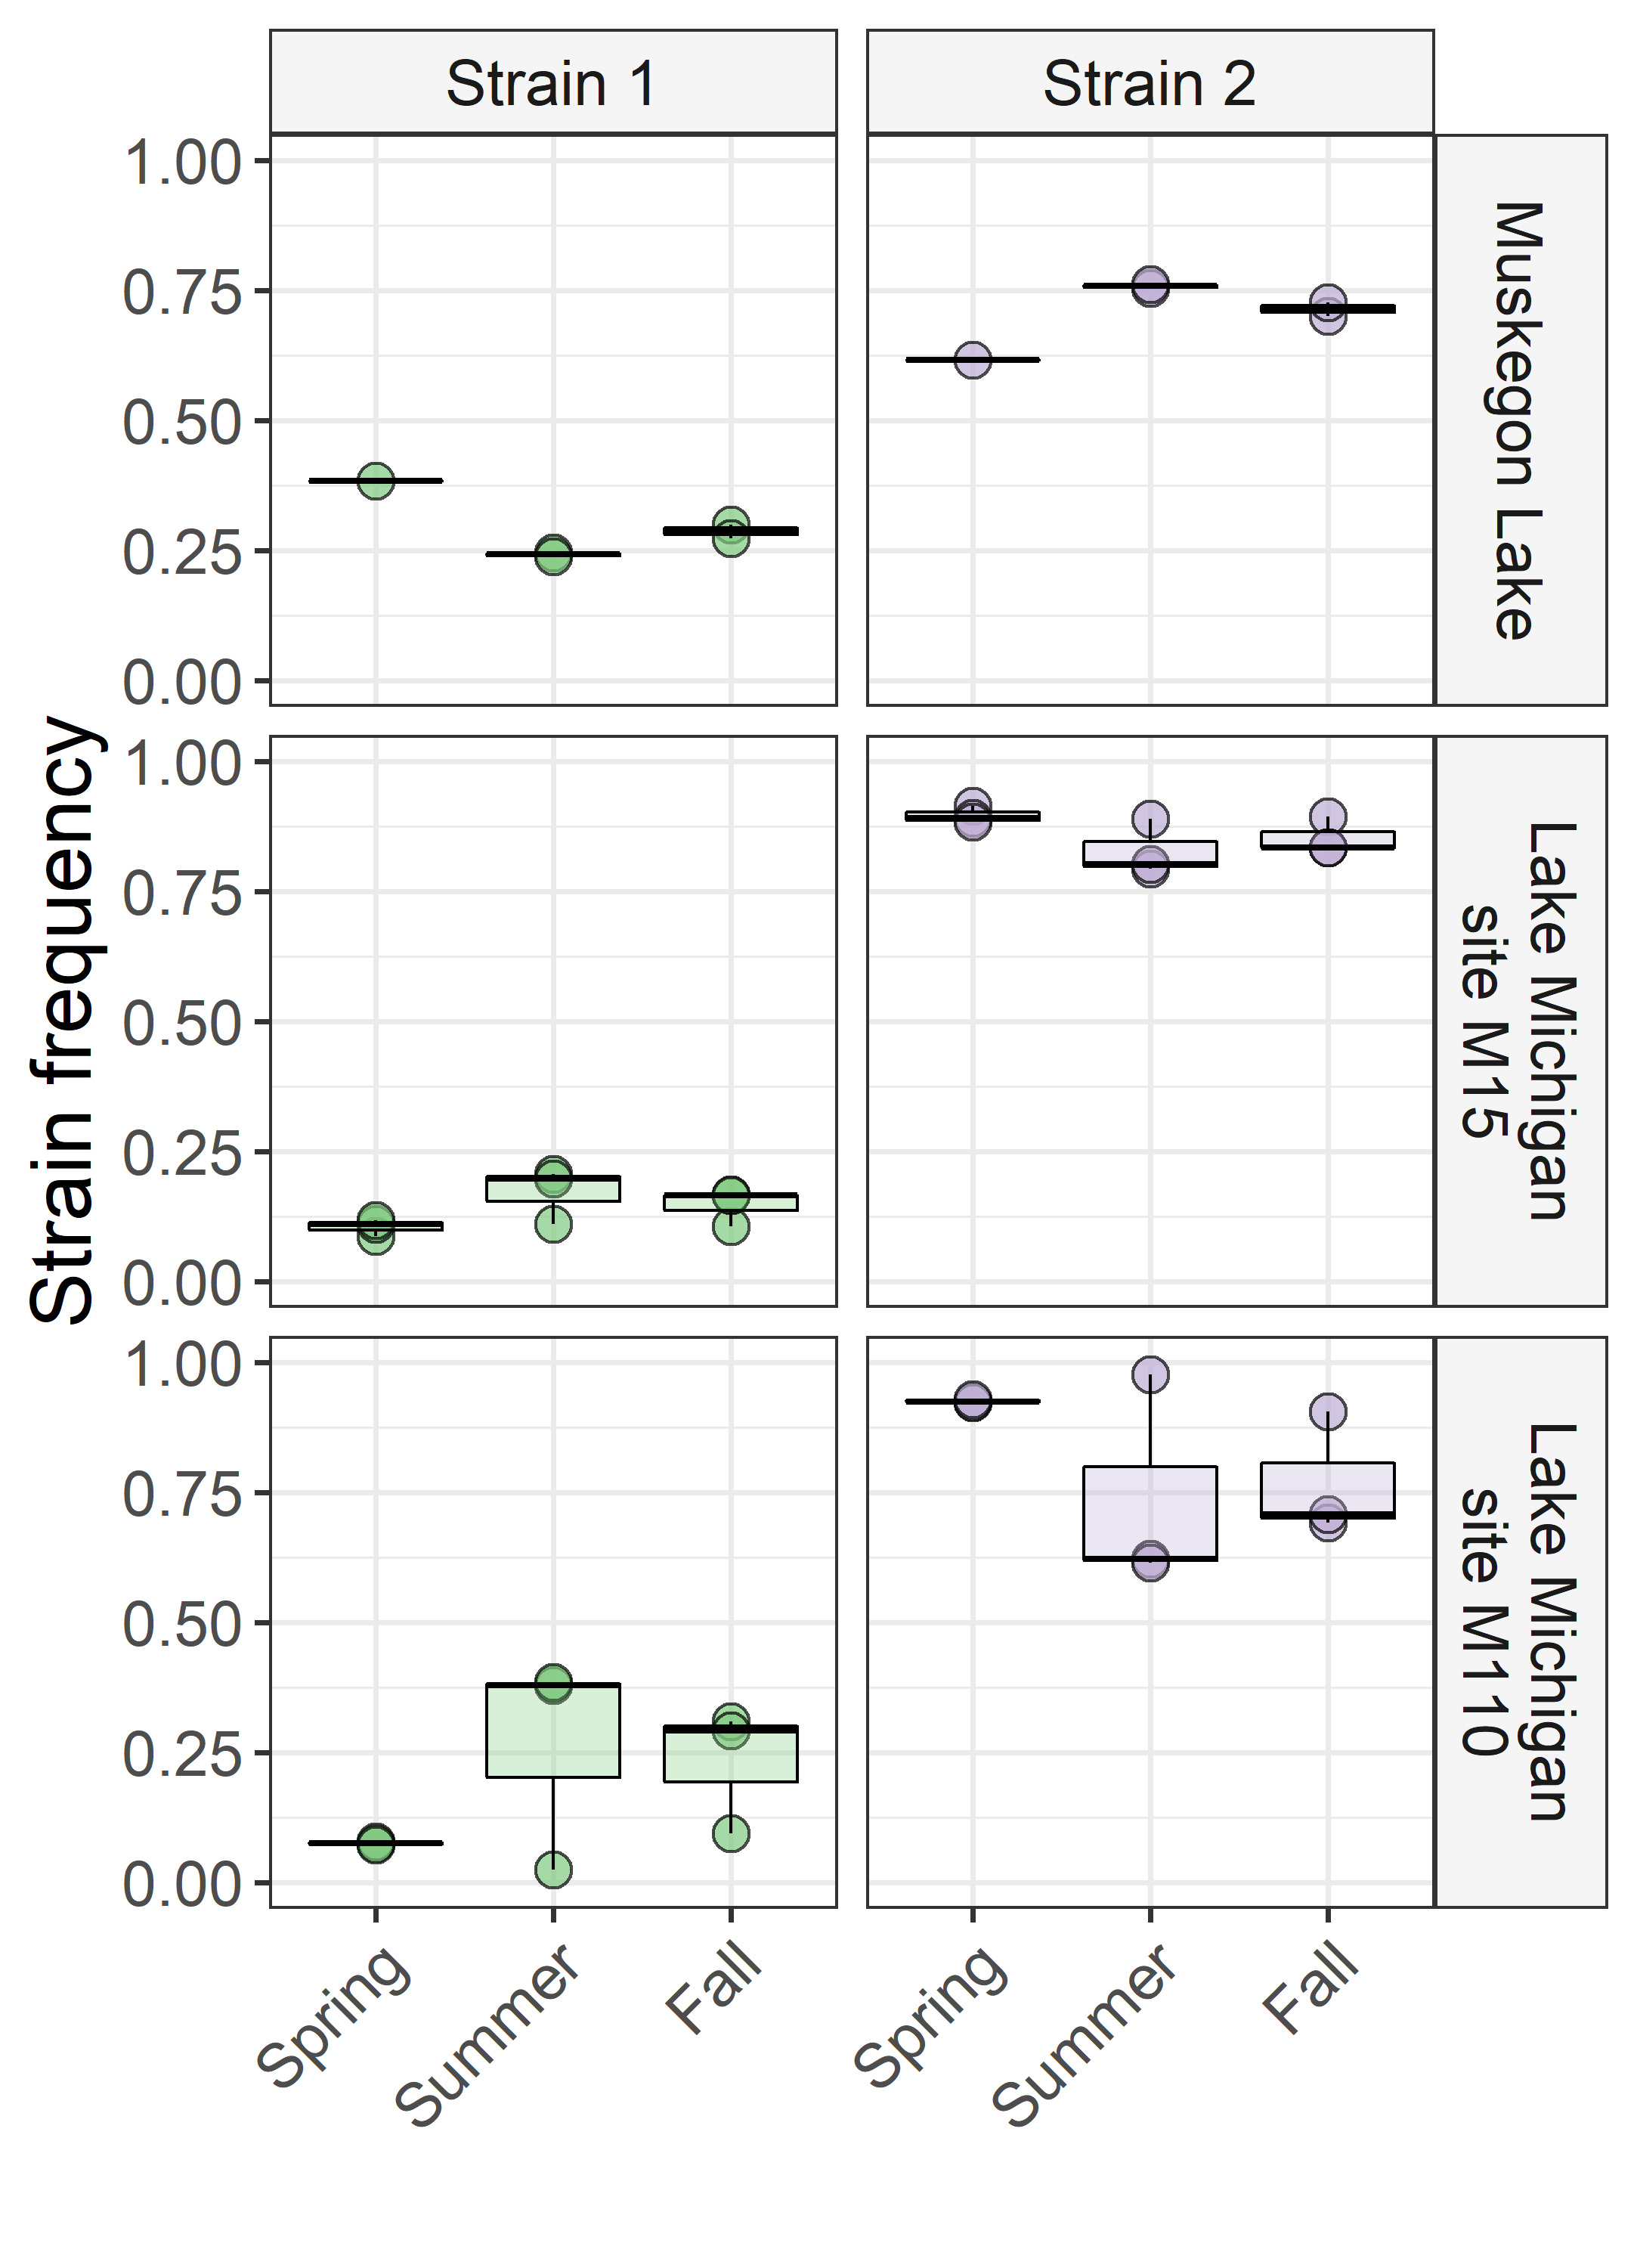 Strain 1
Strain 2
1.00
0.75
0.50
0.25
0.00
Muskegon Lake
Strain frequency
1.00
0.75
0.50
0.25
0.00
Lake Michigan
site M15
1.00
0.75
0.50
0.25
0.00
Lake Michigan
site M110
Spring
Summer
Fall
Spring
Summer
Fall